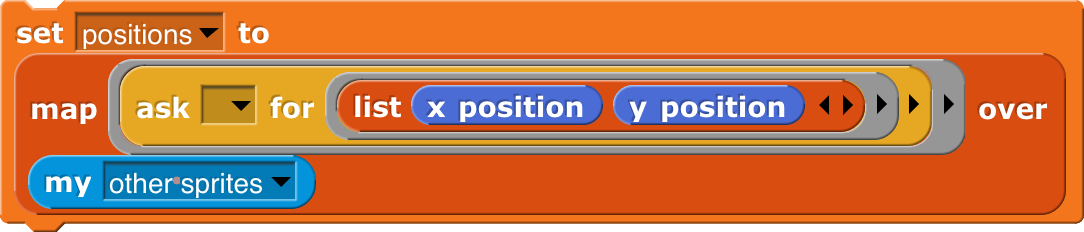 set positions to
map ask for list x position y position over
my other sprites